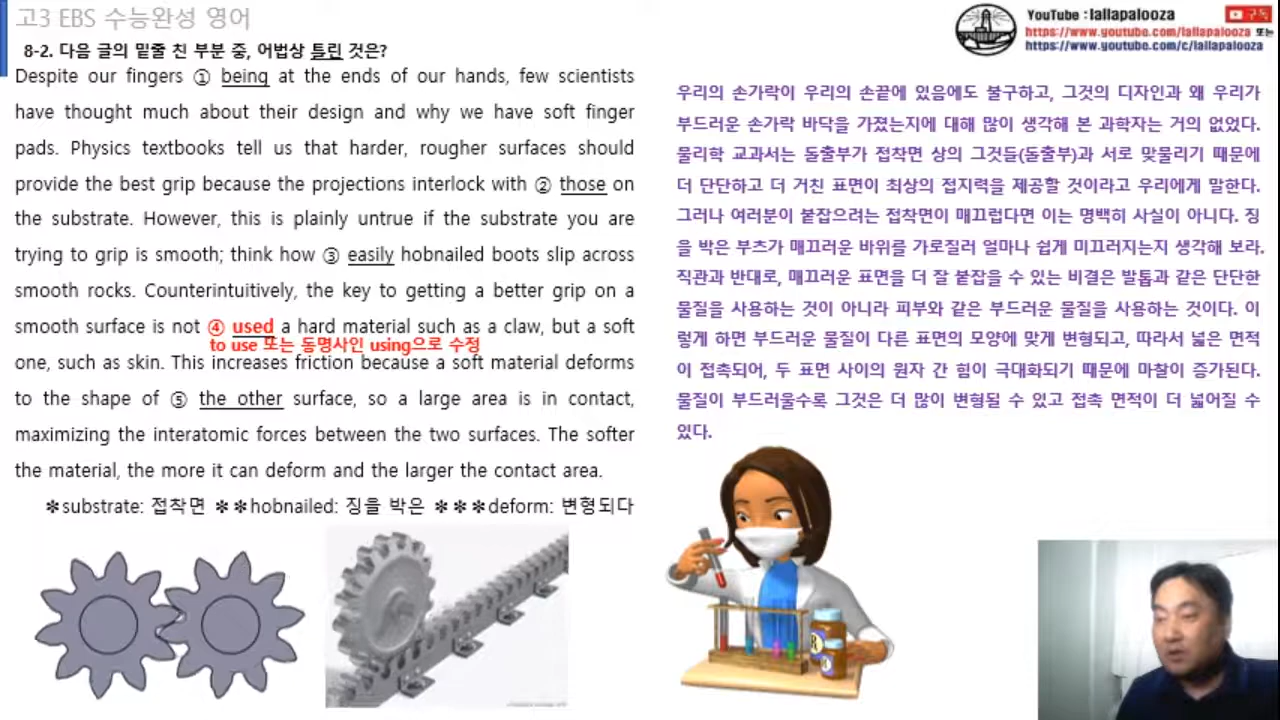 고3 EBS 수능완성 영어
8-2. 다음 글의 밑줄 친 부분 중, 어법상 틀린 것은?
Despite our fingers ① being at the ends of our hands, few scientists
have thought much about their design and why we have soft finger
pads. Physics textbooks tell us that harder, rougher surfaces should
provide the best grip because the projections interlock with ② those on
the substrate. However, this is plainly untrue if the substrate you are
trying to grip is smooth; think how ③ easily hobnailed boots slip across
smooth rocks. Counterintuitively, the key to getting a better grip on a
smooth surface is not ④ used a hard material such as a claw, but a soft
to use 또는 동명사인 using으로 수정
one, such as skin. This increases friction because a soft material deforms
to the shape of ⑤ the other surface, so a large area is in contact,
maximizing the interatomic forces between the two surfaces. The softer
the material, the more it can deform and the larger the contact area.
✻substrate: 접착면 ✻✻hobnailed: 징을 박은 ✻✻✻deform: 변형되다
YouTube : lallapalooza
구독
https://www.youtube.com/lallapalooza 또는
https://www.youtube.com/c/lallapalooza
우리의 손가락이 우리의 손끝에 있음에도 불구하고, 그것의 디자인과 왜 우리가
부드러운 손가락 바닥을 가졌는지에 대해 많이 생각해 본 과학자는 거의 없었다.
물리학 교과서는 돌출부가 접착면 상의 그것들(돌출부)과 서로 맞물리기 때문에
더 단단하고 더 거친 표면이 최상의 접지력을 제공할 것이라고 우리에게 말한다.
그러나 여러분이 붙잡으려는 접착면이 매끄럽다면 이는 명백히 사실이 아니다. 징
을 박은 부츠가 매끄러운 바위를 가로질러 얼마나 쉽게 미끄러지는지 생각해 보라.
직관과 반대로, 매끄러운 표면을 더 잘 붙잡을 수 있는 비결은 발톱과 같은 단단한
물질을 사용하는 것이 아니라 피부와 같은 부드러운 물질을 사용하는 것이다. 이
렇게 하면 부드러운 물질이 다른 표면의 모양에 맞게 변형되고, 따라서 넓은 면적
이 접촉되어, 두 표면 사이의 원자 간 힘이 극대화되기 때문에 마찰이 증가된다.
물질이 부드러울수록 그것은 더 많이 변형될 수 있고 접촉 면적이 더 넓어질 수
있다.